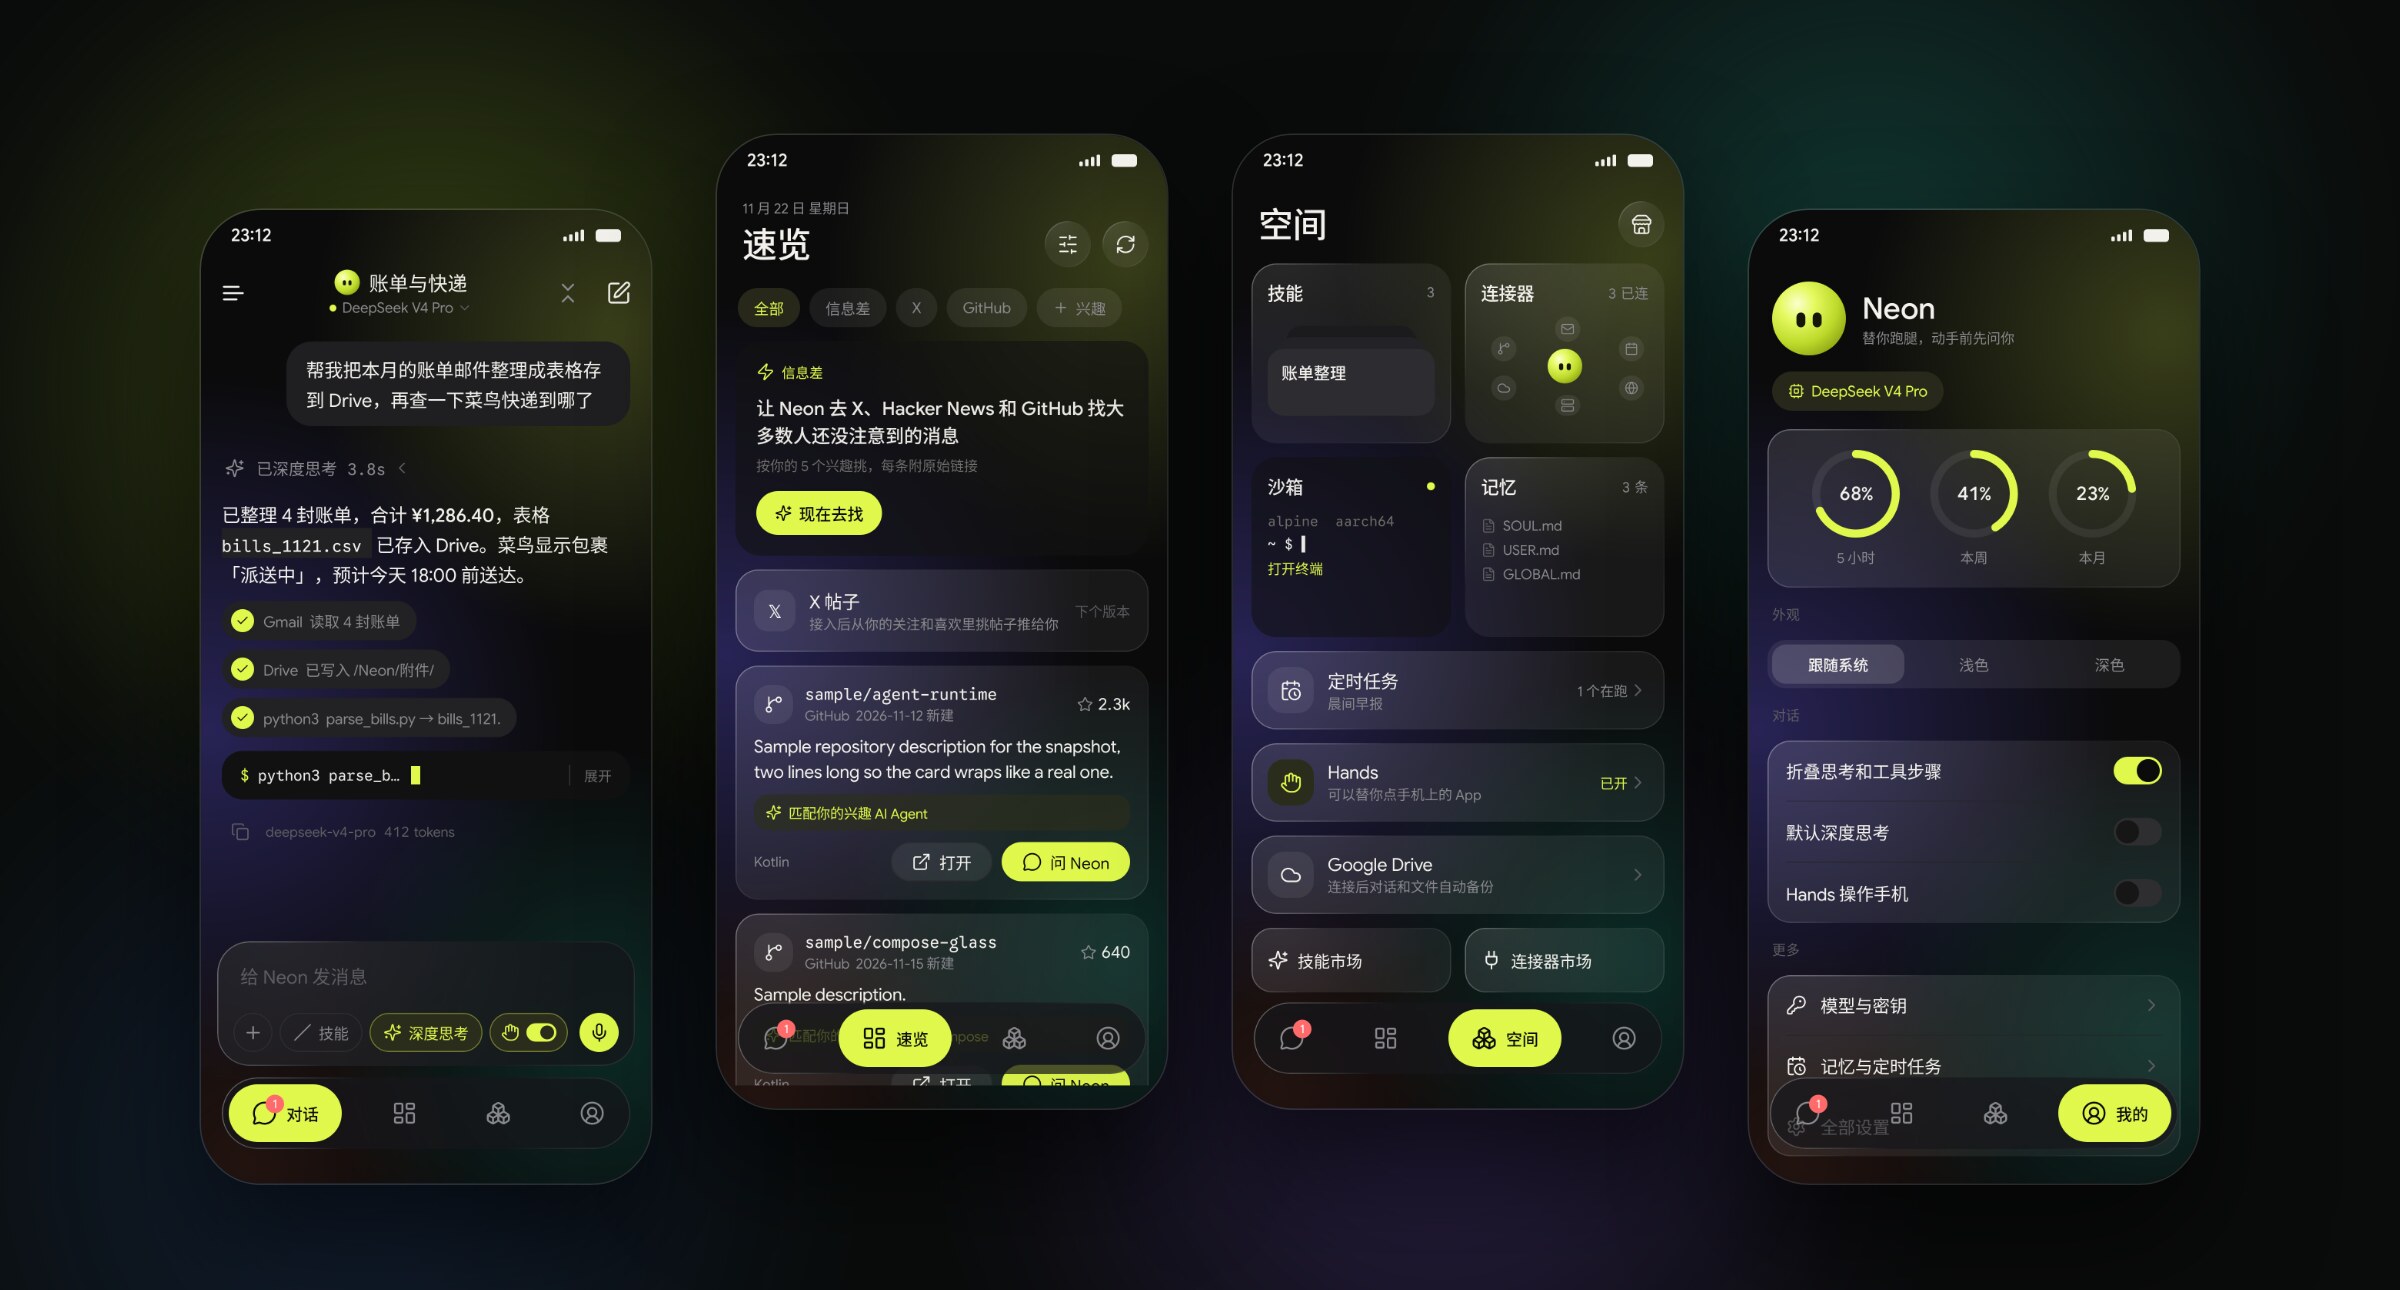 23:12
账单与快递
DeepSeek V4 Pro
帮我把本月的账单邮件整理成表格存
到 Drive，再查一下菜鸟快递到哪了
已深度思考 3.8s
已整理 4 封账单，合计 ¥1,286.40，表格
bills_1121.csv 已存入 Drive。菜鸟显示包裹
「派送中」，预计今天 18:00 前送达。
Gmail 读取 4 封账单
Drive 已写入 /Neon/附件/
python3 parse_bills.py → bills_1121.
$ python3 parse_b…
展开
deepseek-v4-pro 412 tokens
给 Neon 发消息
技能
深度思考
1
对话
23:12
11 月 22 日 星期日
速览
全部
信息差
X
GitHub
+ 兴趣
信息差
让 Neon 去 X、Hacker News 和 GitHub 找大
多数人还没注意到的消息
按你的 5 个兴趣挑，每条附原始链接
现在去找
X 帖子
接入后从你的关注和喜欢里挑帖子推给你
下个版本
sample/agent-runtime
GitHub 2026-11-12 新建
2.3k
Sample repository description for the snapshot,
two lines long so the card wraps like a real one.
匹配你的兴趣 AI Agent
Kotlin
打开
问 Neon
sample/compose-glass
GitHub 2026-11-15 新建
640
Sample description.
1
速览
Kotlin
打开
问 Neon
23:12
空间
技能
3
账单整理
连接器
3 已连
沙箱
alpine aarch64
~ $
打开终端
记忆
3 条
SOUL.md
USER.md
GLOBAL.md
定时任务
晨间早报
1 个在跑
Hands
可以替你点手机上的 App
已开
Google Drive
连接后对话和文件自动备份
技能市场
连接器市场
1
空间
23:12
Neon
替你跑腿，动手前先问你
DeepSeek V4 Pro
68%
41%
23%
5 小时
本周
本月
外观
跟随系统
浅色
深色
对话
折叠思考和工具步骤
默认深度思考
Hands 操作手机
更多
模型与密钥
记忆与定时任务
1
全部设置
我的